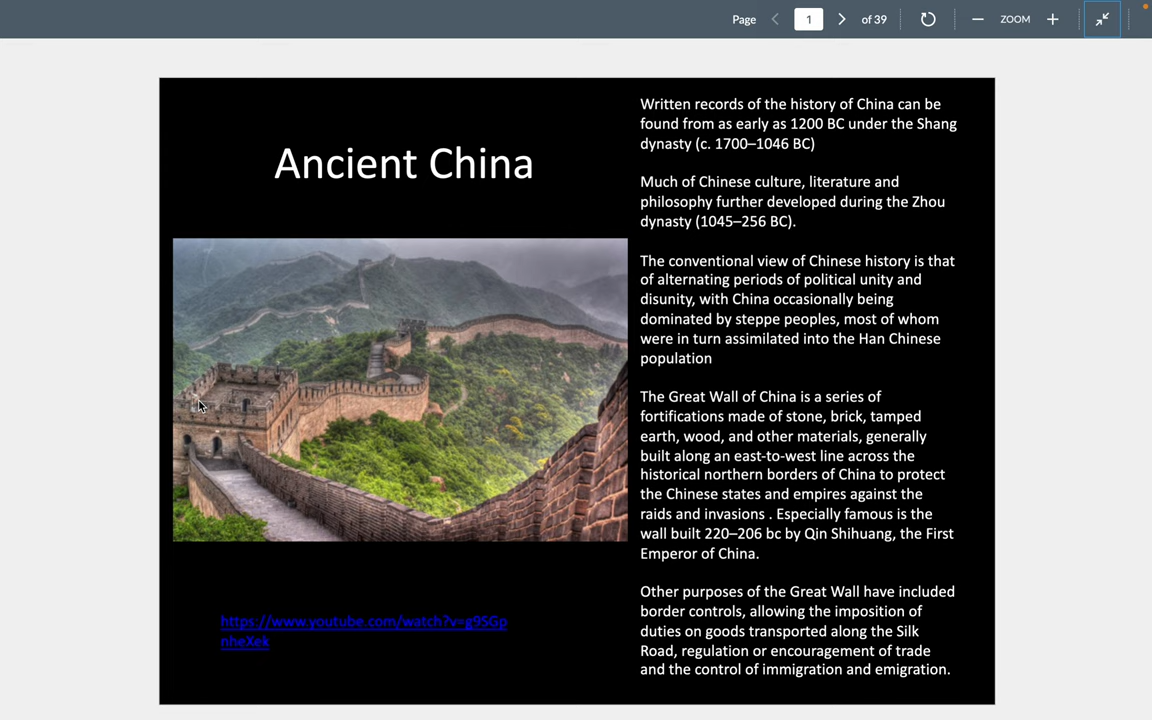 Page 1 of 39 ZOOM
Ancient China
https://www.youtube.com/watch?v=g9SGp
nheXek
Written records of the history of China can be
found from as early as 1200 BC under the Shang
dynasty (c. 1700–1046 BC)
Much of Chinese culture, literature and
philosophy further developed during the Zhou
dynasty (1045–256 BC).
The conventional view of Chinese history is that
of alternating periods of political unity and
disunity, with China occasionally being
dominated by steppe peoples, most of whom
were in turn assimilated into the Han Chinese
population
The Great Wall of China is a series of
fortifications made of stone, brick, tamped
earth, wood, and other materials, generally
built along an east-to-west line across the
historical northern borders of China to protect
the Chinese states and empires against the
raids and invasions . Especially famous is the
wall built 220–206 bc by Qin Shihuang, the First
Emperor of China.
Other purposes of the Great Wall have included
border controls, allowing the imposition of
duties on goods transported along the Silk
Road, regulation or encouragement of trade
and the control of immigration and emigration.